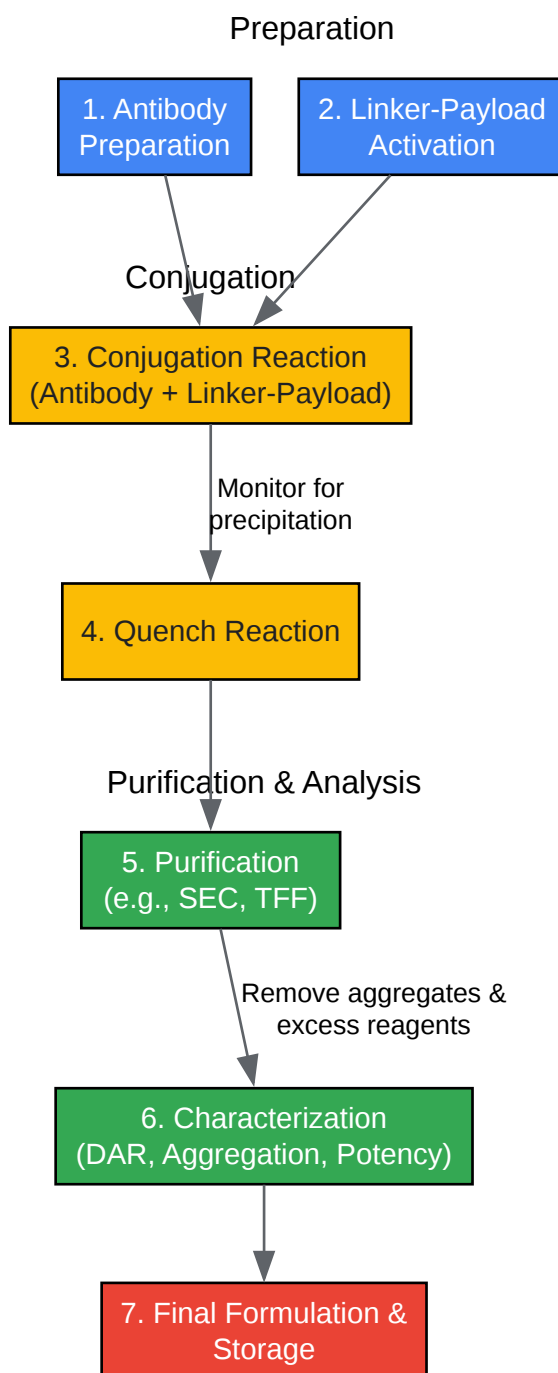 Preparation
1. Antibody
Preparation
2. Linker-Payload
Activation
Conjugation
3. Conjugation Reaction
(Antibody + Linker-Payload)
Monitor for
precipitation
4. Quench Reaction
Purification & Analysis
5. Purification
(e.g., SEC, TFF)
Remove aggregates &
excess reagents
6. Characterization
(DAR, Aggregation, Potency)
7. Final Formulation &
Storage